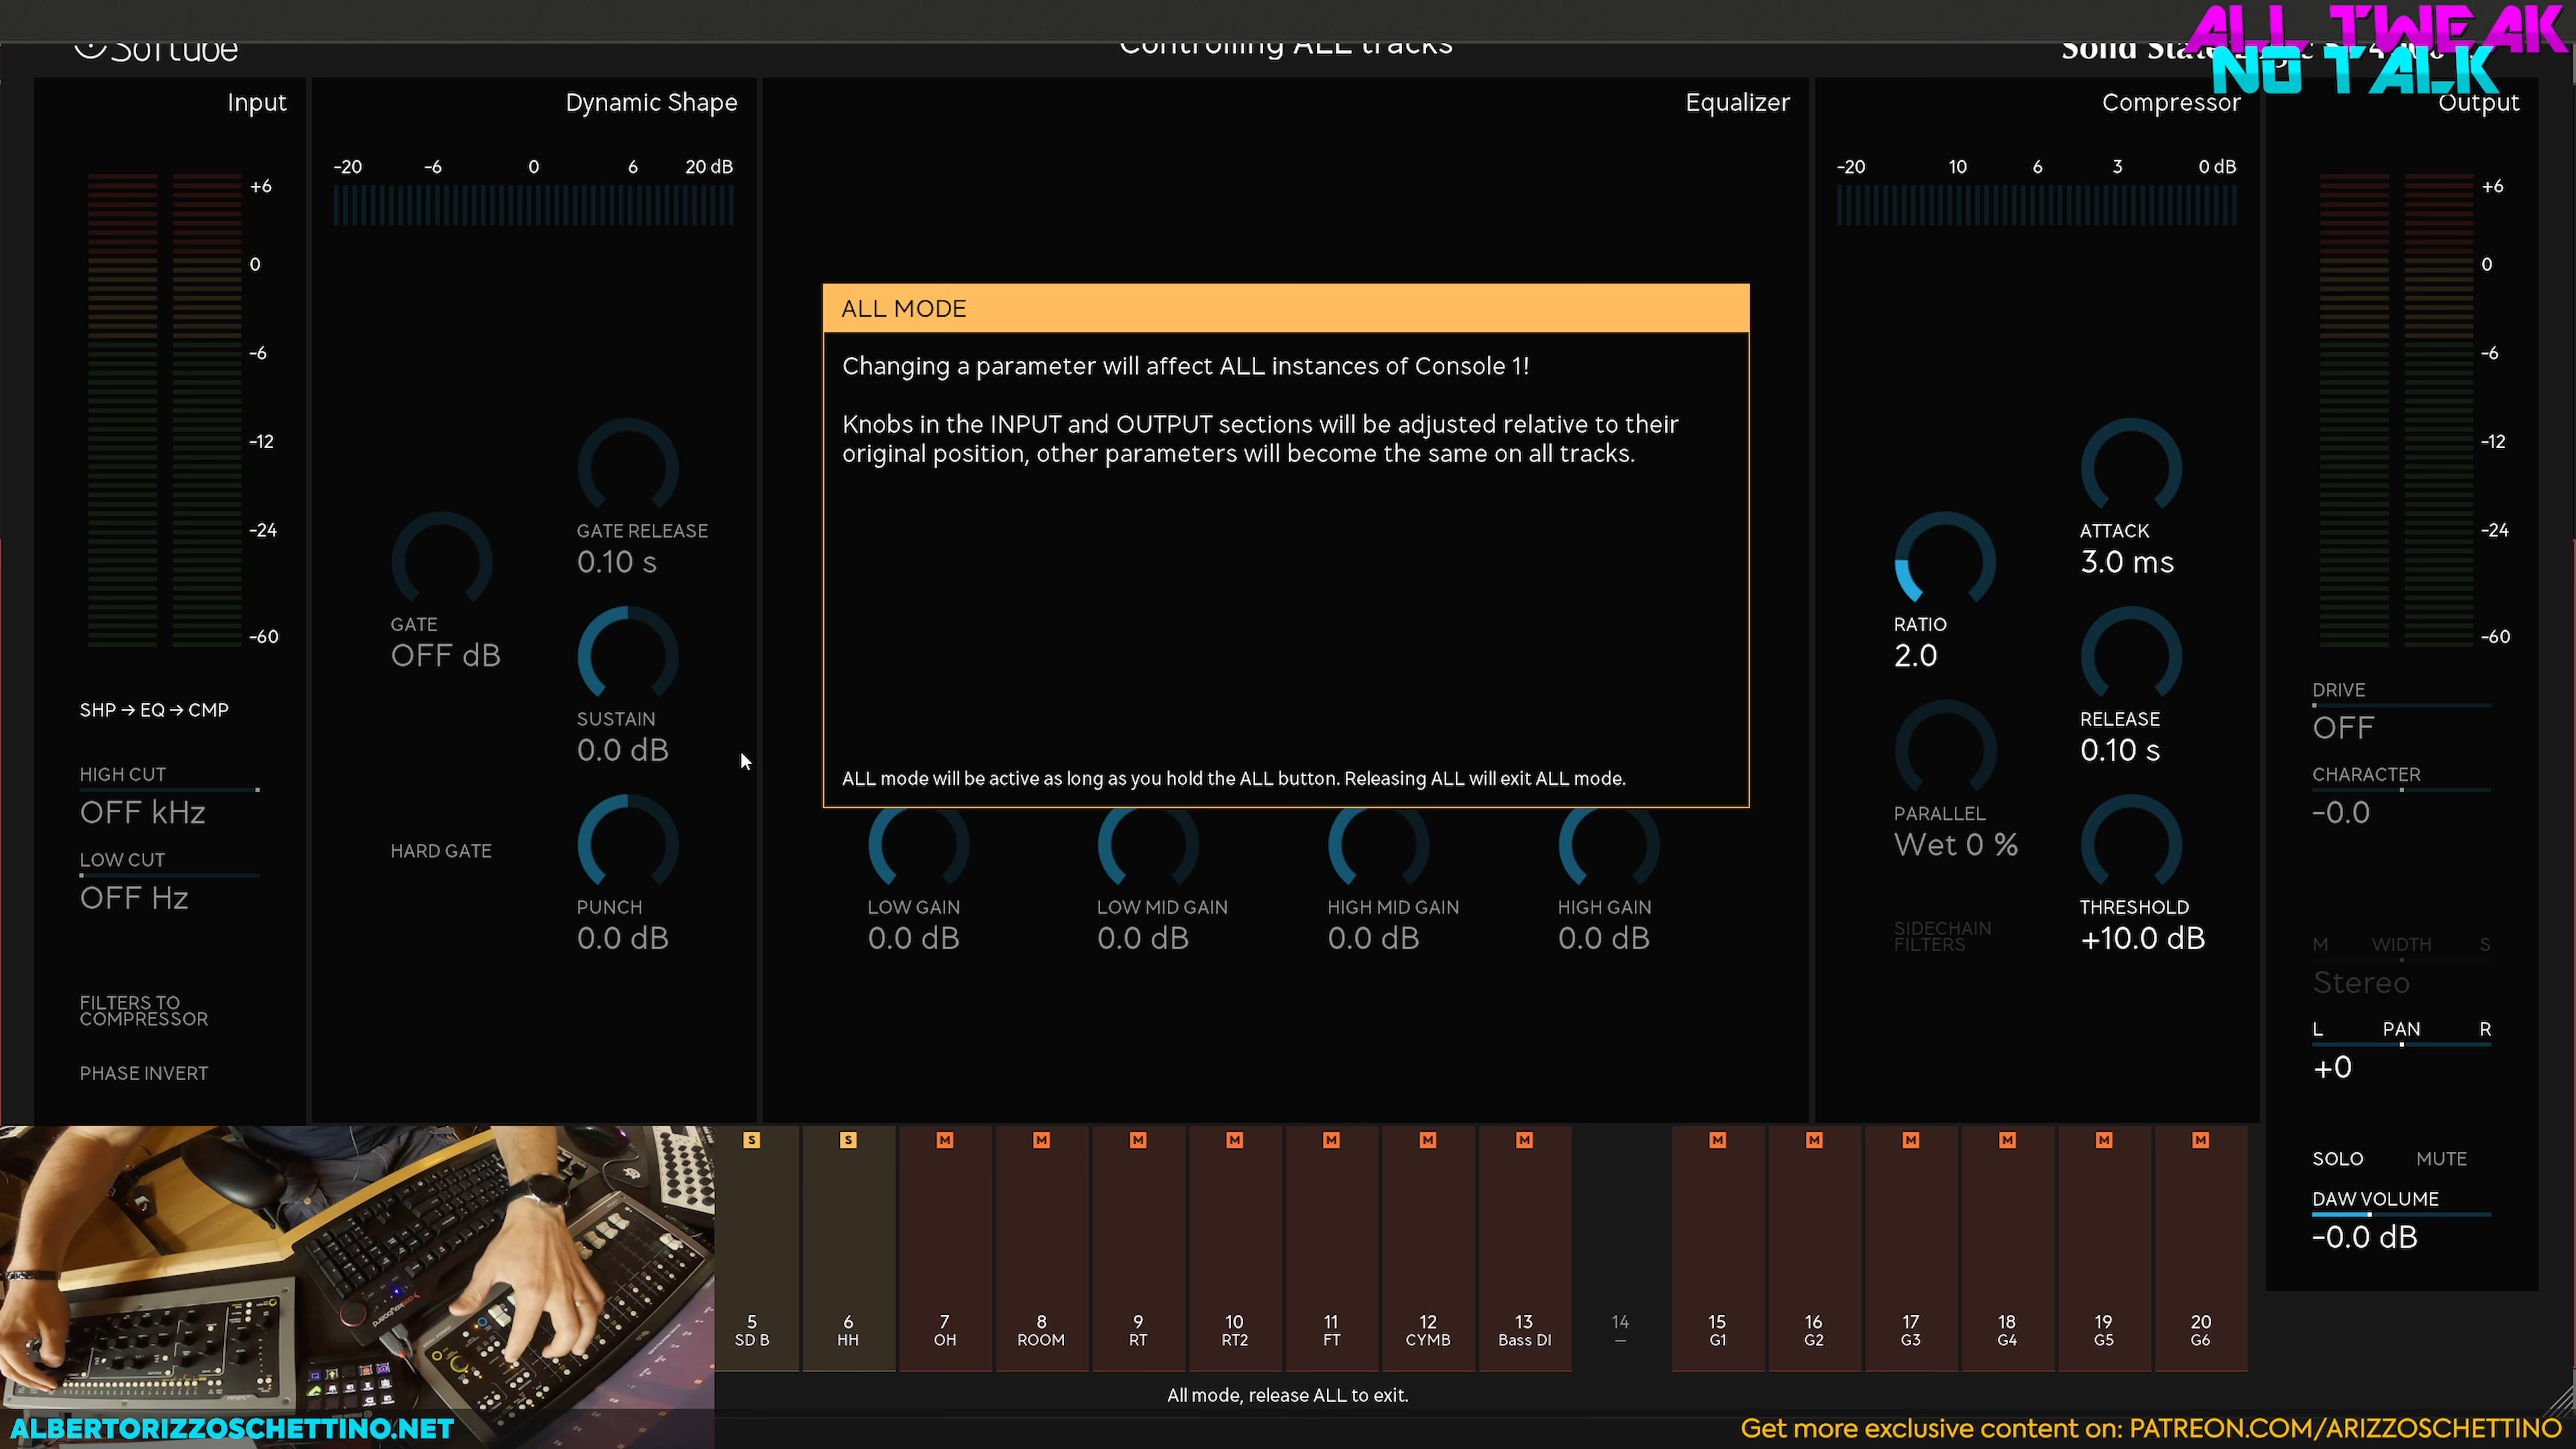 Softube
Controlling ALL tracks
Solid State Logic SL 4000 E
ALL TWEAK
NO TALK
Input
Dynamic Shape
Equalizer
Compressor
Output
-20 -6 0 6 20 dB
-20 10 6 3 0 dB
+6
0
-6
-12
-24
-60
+6
0
-6
-12
-24
-60
ALL MODE
Changing a parameter will affect ALL instances of Console 1!
Knobs in the INPUT and OUTPUT sections will be adjusted relative to their
original position, other parameters will become the same on all tracks.
ALL mode will be active as long as you hold the ALL button. Releasing ALL will exit ALL mode.
SHP → EQ → CMP
HIGH CUT
OFF kHz
LOW CUT
OFF Hz
FILTERS TO
COMPRESSOR
PHASE INVERT
GATE RELEASE
0.10 s
GATE
OFF dB
SUSTAIN
0.0 dB
HARD GATE
PUNCH
0.0 dB
LOW GAIN
0.0 dB
LOW MID GAIN
0.0 dB
HIGH MID GAIN
0.0 dB
HIGH GAIN
0.0 dB
ATTACK
3.0 ms
RATIO
2.0
RELEASE
0.10 s
PARALLEL
Wet 0 %
THRESHOLD
+10.0 dB
SIDECHAIN
FILTERS
DRIVE
OFF
CHARACTER
-0.0
M WIDTH S
Stereo
L PAN R
+0
SOLO MUTE
DAW VOLUME
-0.0 dB
S S M M M M M M M M M M M M M
5 6 7 8 9 10 11 12 13 14 15 16 17 18 19 20
SD B HH OH ROOM RT RT2 FT CYMB Bass DI — G1 G2 G3 G4 G5 G6
All mode, release ALL to exit.
ALBERTORIZZOSCHETTINO.NET
Get more exclusive content on: PATREON.COM/ARIZZOSCHETTINO